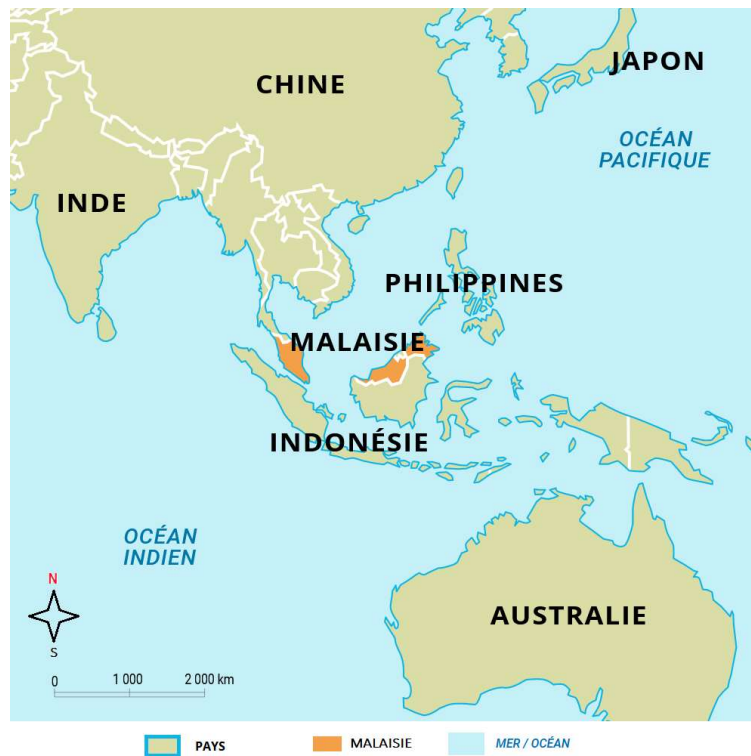 CHINE
JAPON
OCÉAN
PACIFIQUE
INDE
PHILIPPINES
MALAISIE
INDONÉSIE
OCÉAN
INDIEN
AUSTRALIE
N
S
0 1 000 2 000 km
PAYS MALAISIE MER / OCÉAN